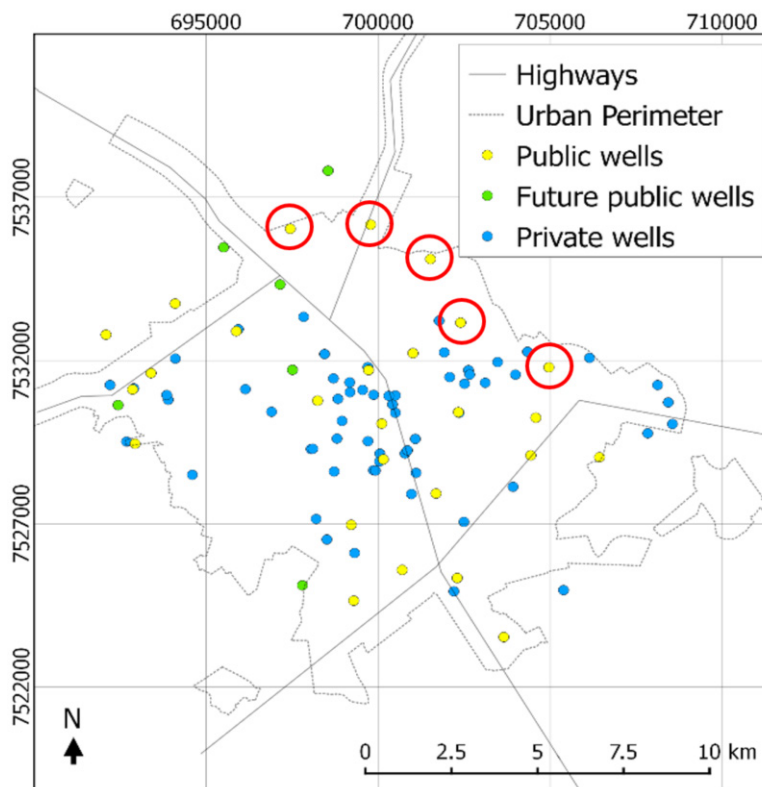 695000 700000 705000 710000
Highways
Urban Perimeter
Public wells
Future public wells
Private wells
7537000
7532000
7527000
7522000
N
0 2.5 5 7.5 10 km